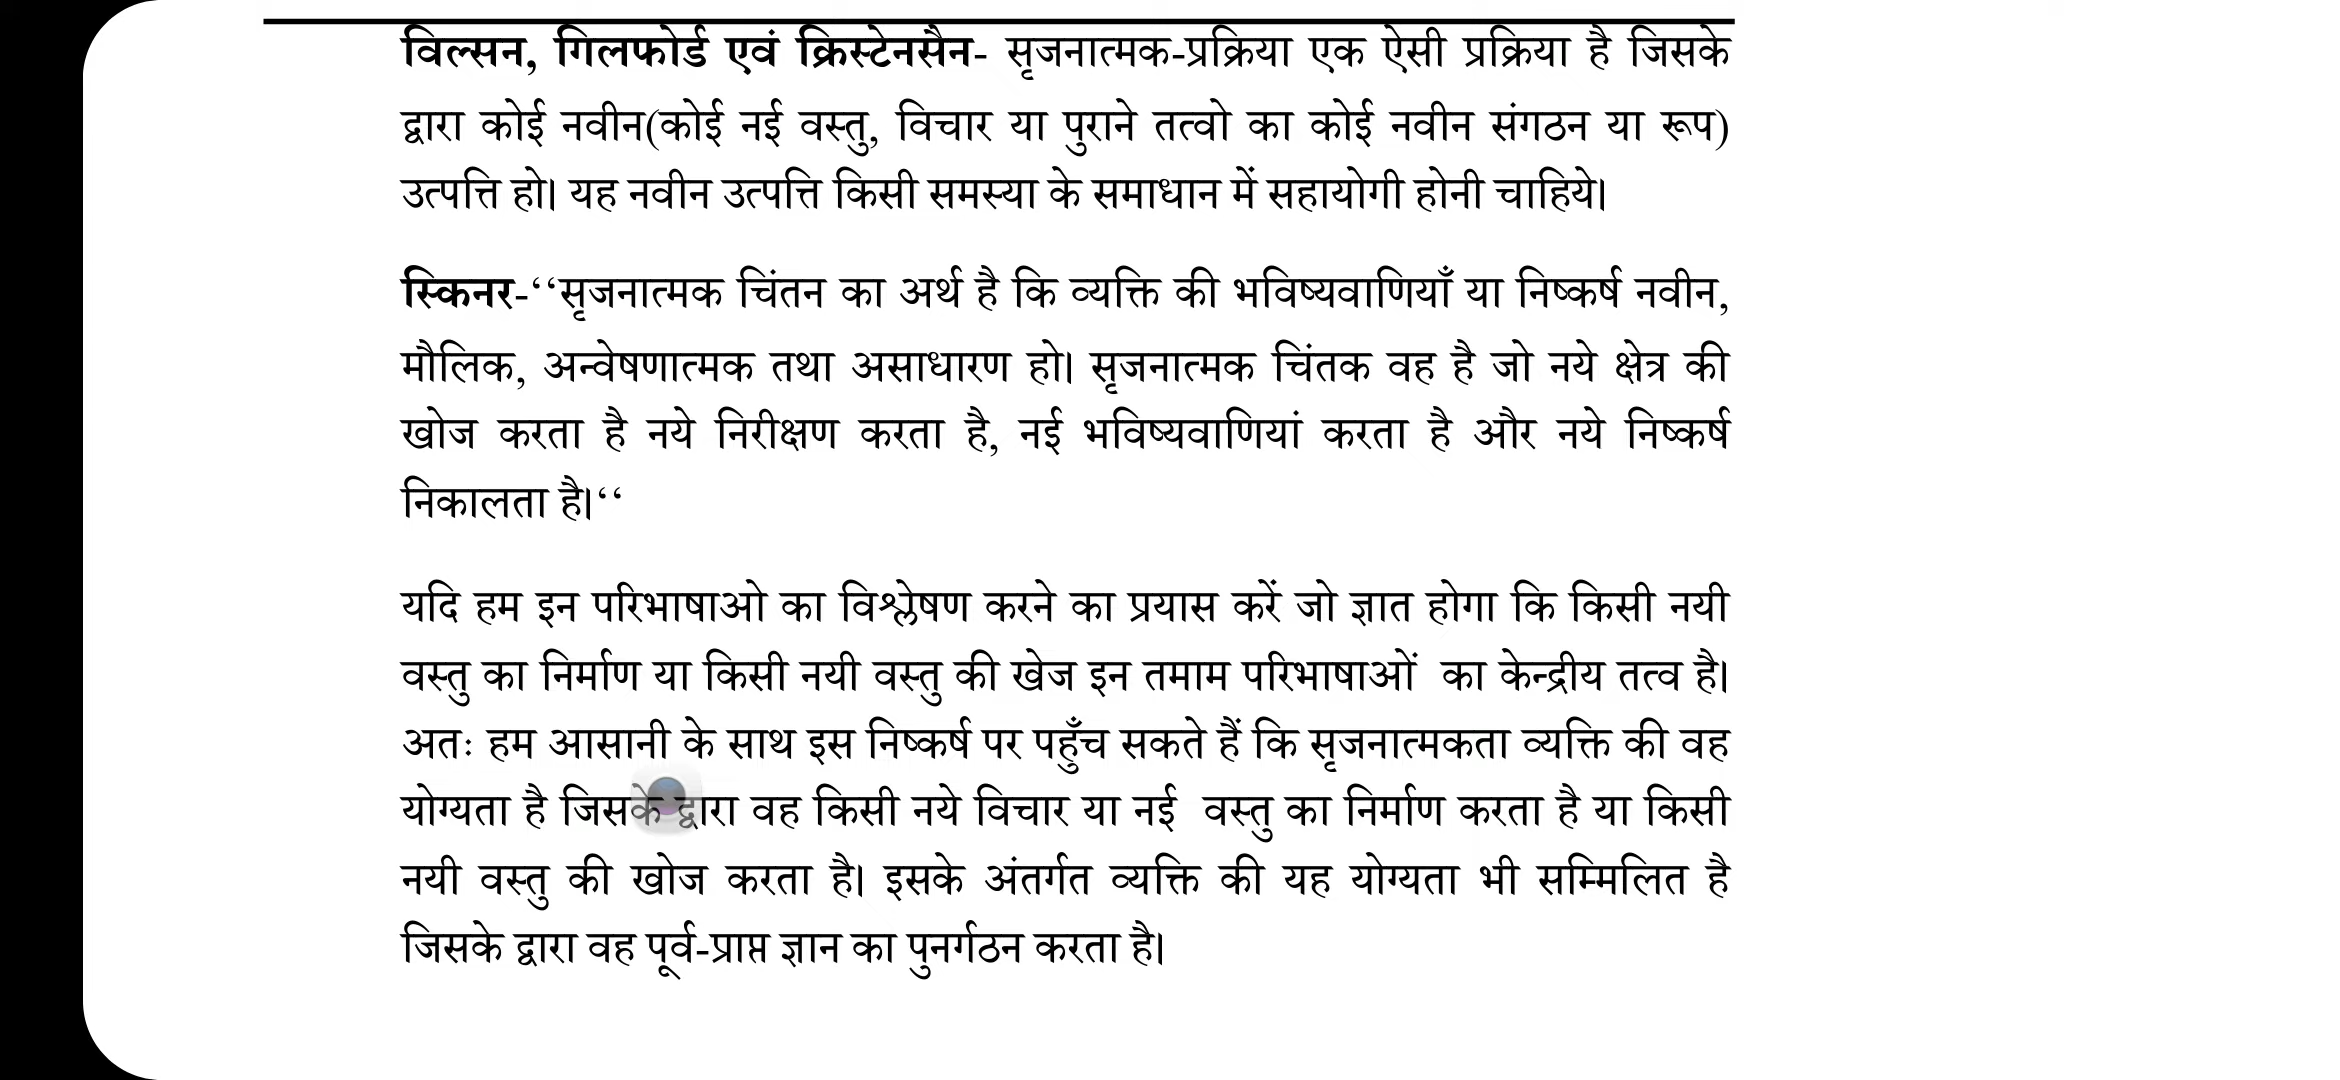 विल्सन, गिलफोर्ड एवं क्रिस्टेनसैन- सृजनात्मक-प्रक्रिया एक ऐसी प्रक्रिया है जिसके
द्वारा कोई नवीन(कोई नई वस्तु, विचार या पुराने तत्वो का कोई नवीन संगठन या रूप)
उत्पत्ति हो। यह नवीन उत्पत्ति किसी समस्या के समाधान में सहायोगी होनी चाहिये।
स्किनर-‘‘सृजनात्मक चिंतन का अर्थ है कि व्यक्ति की भविष्यवाणियाँ या निष्कर्ष नवीन,
मौलिक, अन्वेषणात्मक तथा असाधारण हो। सृजनात्मक चिंतक वह है जो नये क्षेत्र की
खोज करता है नये निरीक्षण करता है, नई भविष्यवाणियां करता है और नये निष्कर्ष
निकालता है।‘‘
यदि हम इन परिभाषाओ का विश्लेषण करने का प्रयास करें जो ज्ञात होगा कि किसी नयी
वस्तु का निर्माण या किसी नयी वस्तु की खेज इन तमाम परिभाषाओं का केन्द्रीय तत्व है।
अतः हम आसानी के साथ इस निष्कर्ष पर पहुँच सकते हैं कि सृजनात्मकता व्यक्ति की वह
योग्यता है जिसके द्वारा वह किसी नये विचार या नई वस्तु का निर्माण करता है या किसी
नयी वस्तु की खोज करता है। इसके अंतर्गत व्यक्ति की यह योग्यता भी सम्मिलित है
जिसके द्वारा वह पूर्व-प्राप्त ज्ञान का पुनर्गठन करता है।